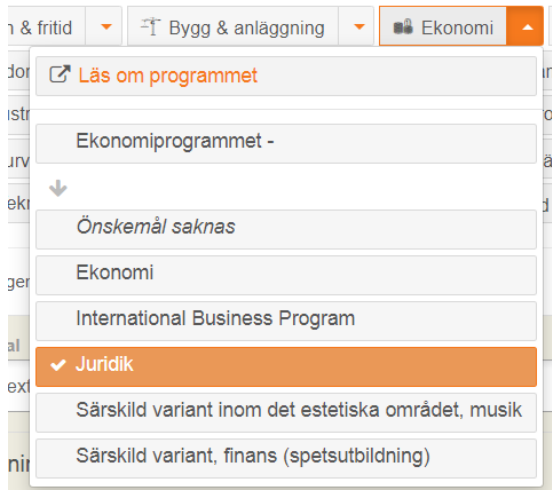 & fritid Bygg & anläggning Ekonomi
Läs om programmet
Ekonomiprogrammet -
Önskemål saknas
Ekonomi
International Business Program
Juridik
Särskild variant inom det estetiska området, musik
Särskild variant, finans (spetsutbildning)